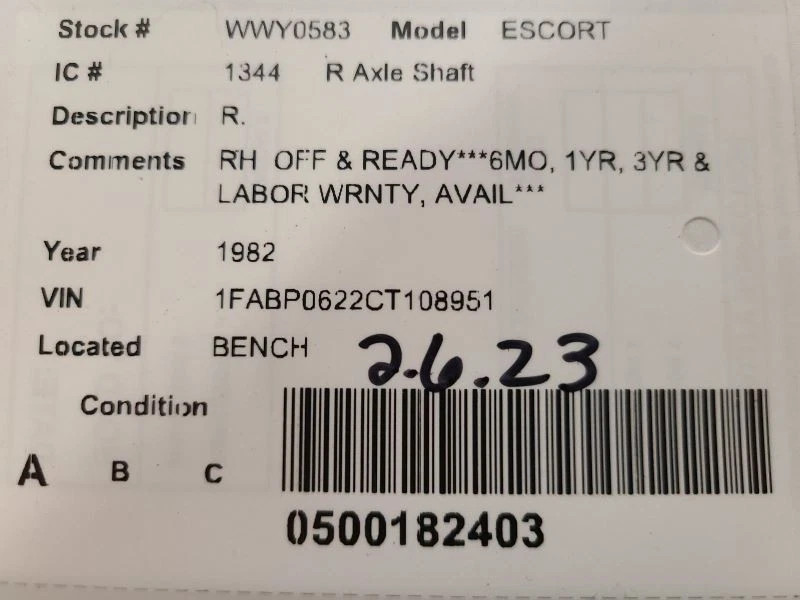 Stock # WWY0583 Model ESCORT
IC # 1344 R Axle Shaft
Description R.
Comments RH OFF & READY***6MO, 1YR, 3YR &
LABOR WRNTY, AVAIL***
Year 1982
VIN 1FABP0622CT108951
Located BENCH 2.6.23
Condition
A B C
0500182403